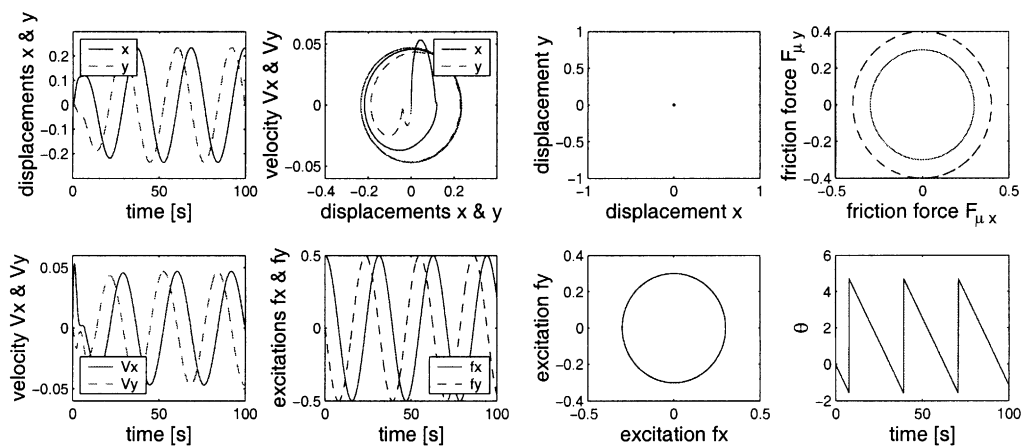 displacements x & y
0.2
0.1
0
-0.1
-0.2
x
y
0
50
100
time [s]
velocity Vx & Vy
0.05
0
-0.05
x
y
-0.4
-0.2
0
0.2
displacements x & y
displacement y
1
0.5
0
-0.5
-1
-1
0
1
displacement x
friction force Fμ y
0.4
0.2
0
-0.2
-0.4
-0.5
0
0.5
friction force Fμ x
velocity Vx & Vy
0.05
0
-0.05
Vx
Vy
0
50
100
time [s]
excitations fx & fy
0.5
0
-0.5
fx
fy
0
50
100
time [s]
excitation fy
0.4
0.2
0
-0.2
-0.4
-0.5
0
0.5
excitation fx
θ
6
4
2
0
-2
0
50
100
time [s]